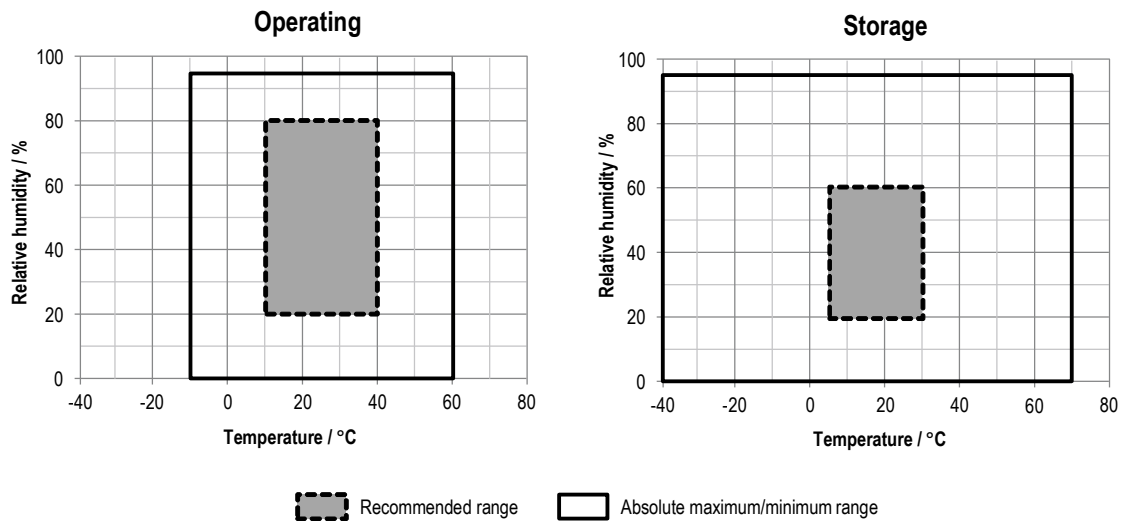 Operating
100
80
60
40
20
0
Relative humidity / %
-40 -20 0 20 40 60 80
Temperature / °C
Storage
100
80
60
40
20
0
Relative humidity / %
-40 -20 0 20 40 60 80
Temperature / °C
Recommended range
Absolute maximum/minimum range